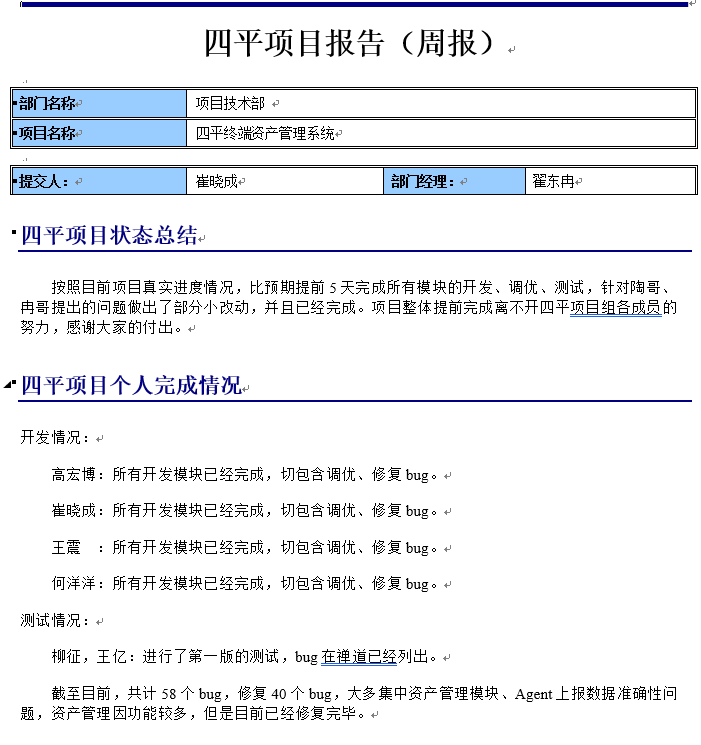 四平项目报告（周报）
部门名称 项目技术部
项目名称 四平终端资产管理系统
提交人： 崔晓成 部门经理： 翟东冉
四平项目状态总结
按照目前项目真实进度情况，比预期提前 5 天完成所有模块的开发、调优、测试，针对陶哥、
冉哥提出的问题做出了部分小改动，并且已经完成。项目整体提前完成离不开四平项目组各成员的
努力，感谢大家的付出。
四平项目个人完成情况
开发情况：
高宏博：所有开发模块已经完成，切包含调优、修复 bug。
崔晓成：所有开发模块已经完成，切包含调优、修复 bug。
王震 ：所有开发模块已经完成，切包含调优、修复 bug。
何洋洋：所有开发模块已经完成，切包含调优、修复 bug。
测试情况：
柳征，王亿：进行了第一版的测试，bug 在禅道已经列出。
截至目前，共计 58 个 bug，修复 40 个 bug，大多集中资产管理模块、Agent 上报数据准确性问
题，资产管理因功能较多，但是目前已经修复完毕。